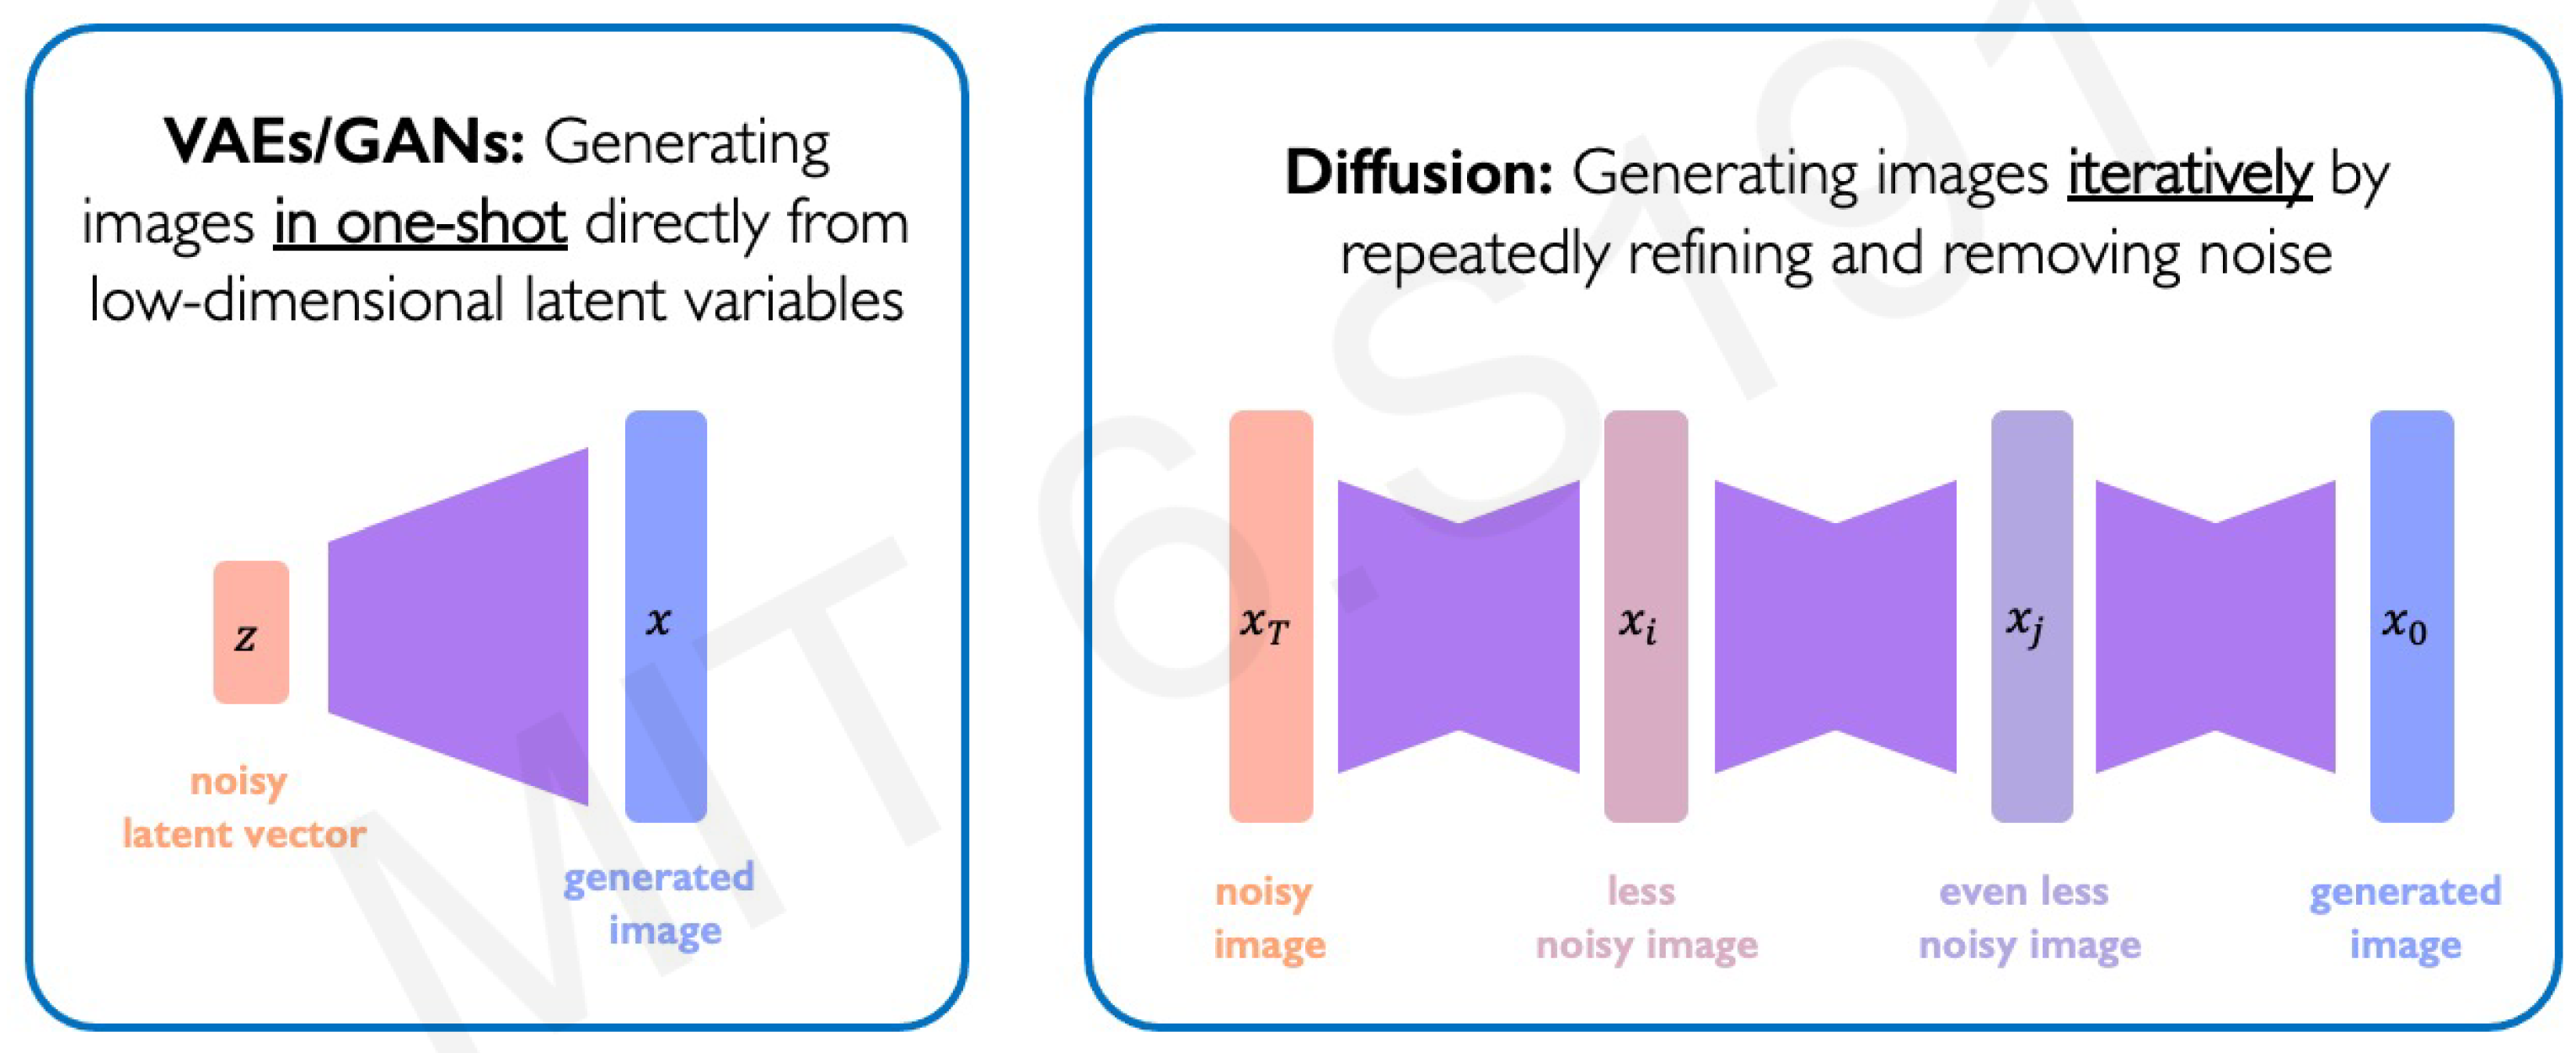 VAEs/GANs: Generating
images in one-shot directly from
low-dimensional latent variables
z
x
noisy
latent vector
generated
image
Diffusion: Generating images iteratively by
repeatedly refining and removing noise
x_T
x_i
x_j
x_0
noisy
image
less
noisy image
even less
noisy image
generated
image
MIT 6.S191